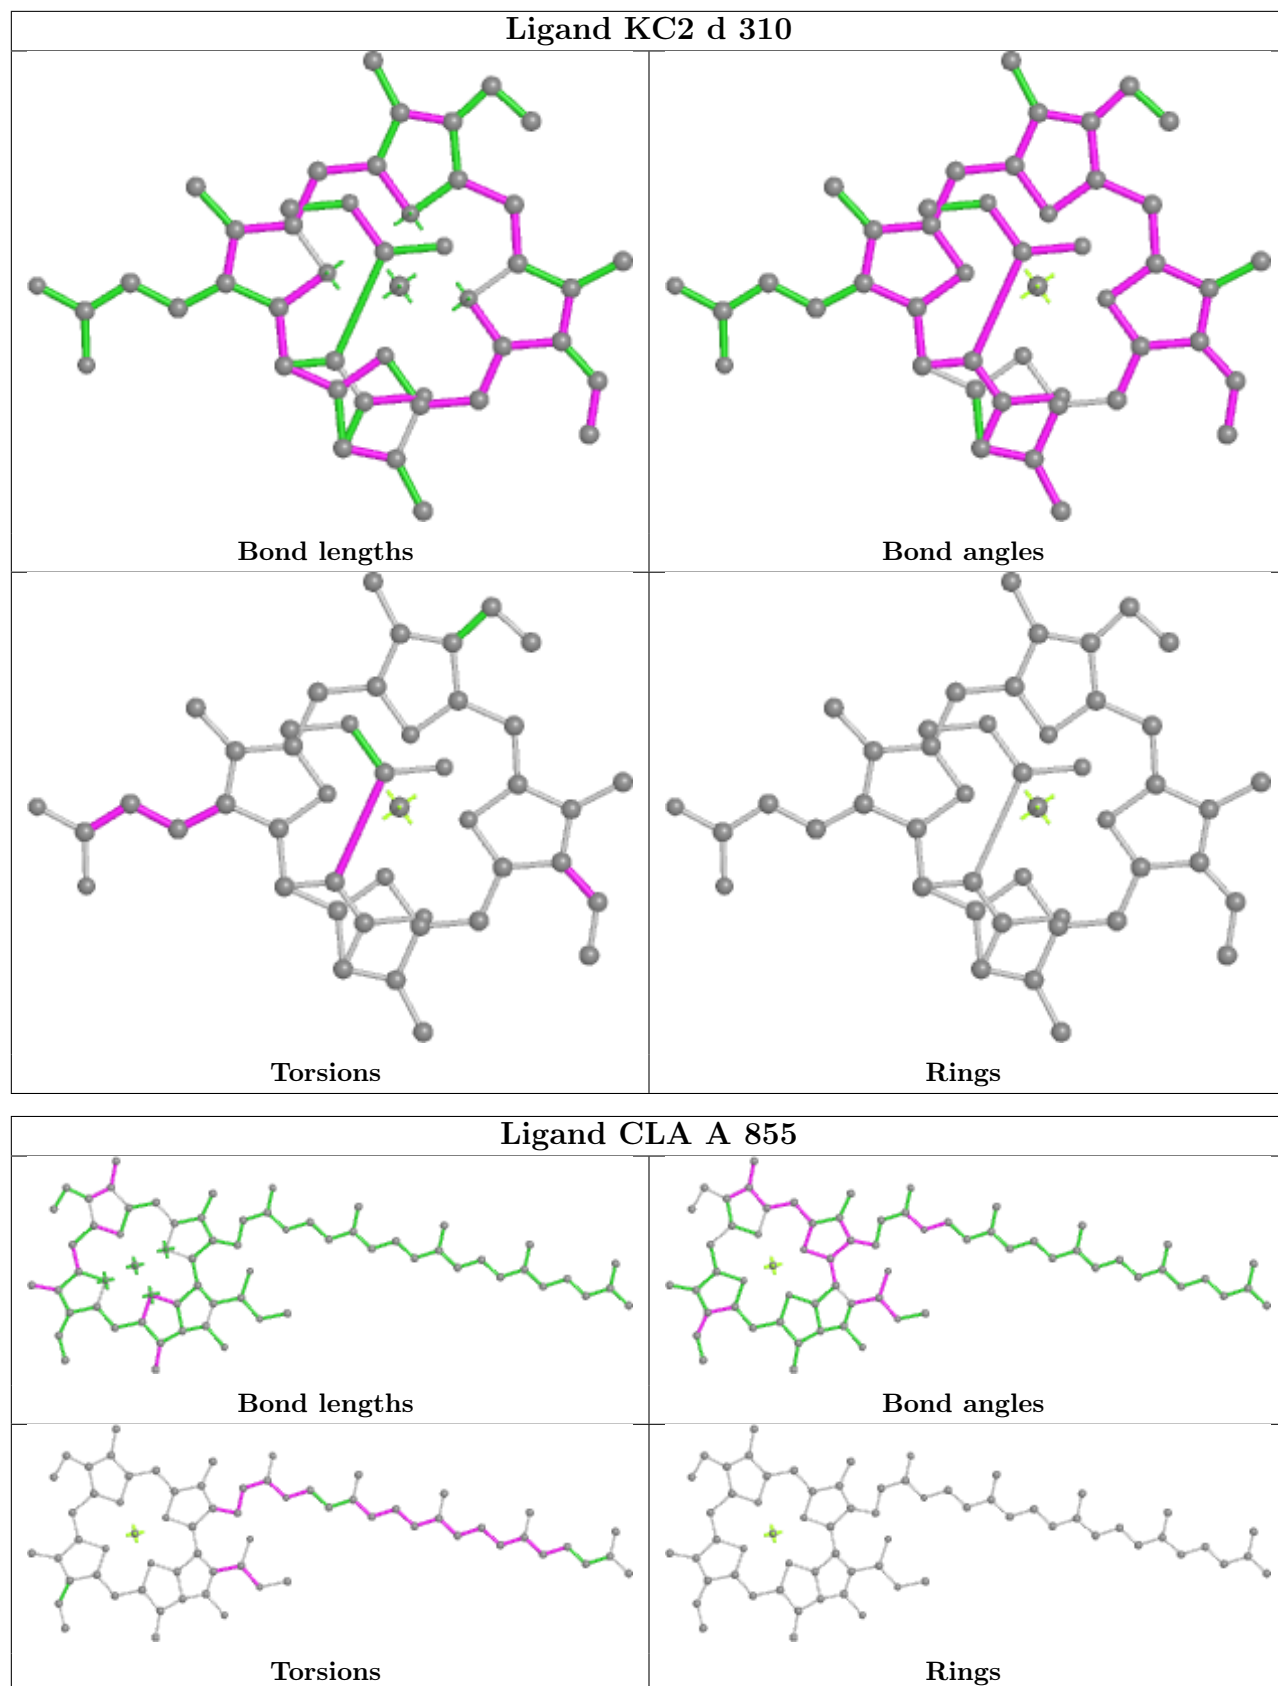 Ligand KC2 d 310
Bond lengths
Bond angles
Torsions
Rings
Ligand CLA A 855
Bond lengths
Bond angles
Torsions
Rings